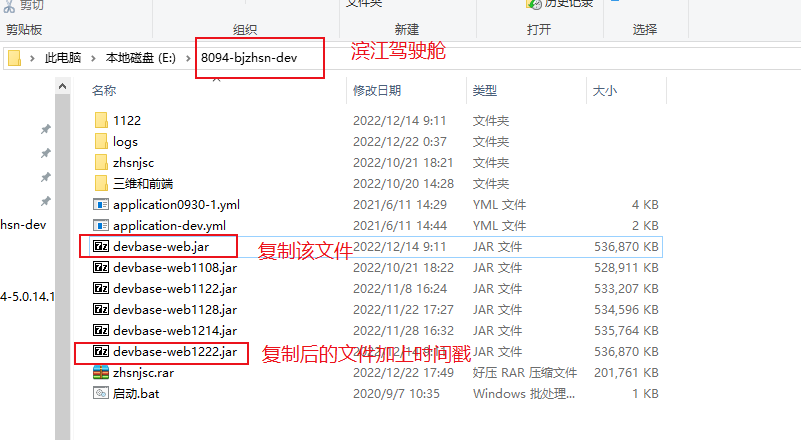 剪切
文件夹
历史记录
剪贴板
组织
新建
打开
选择
此电脑 > 本地磁盘 (E:) > 8094-bjzhsn-dev
滨江驾驶舱
名称 修改日期 类型 大小
1122 2022/12/14 9:11 文件夹
logs 2022/12/22 0:37 文件夹
zhsnjsc 2022/10/21 18:21 文件夹
三维和前端 2022/10/20 14:28 文件夹
application0930-1.yml 2021/6/11 14:29 YML 文件 4 KB
hsn-dev
application-dev.yml 2021/6/11 14:44 YML 文件 2 KB
devbase-web.jar 2022/12/14 9:11 JAR 文件 536,870 KB
复制该文件
devbase-web1108.jar 2022/10/21 18:22 JAR 文件 528,911 KB
devbase-web1122.jar 2022/11/8 16:24 JAR 文件 533,207 KB
4-5.0.14.1
devbase-web1128.jar 2022/11/22 17:27 JAR 文件 534,596 KB
devbase-web1214.jar 2022/11/28 16:32 JAR 文件 535,764 KB
devbase-web1222.jar JAR 文件 536,870 KB
复制后的文件加上时间戳
zhsnjsc.rar 2022/12/22 17:49 好压 RAR 压缩文件 201,761 KB
启动.bat 2020/9/7 10:35 Windows 批处理... 1 KB